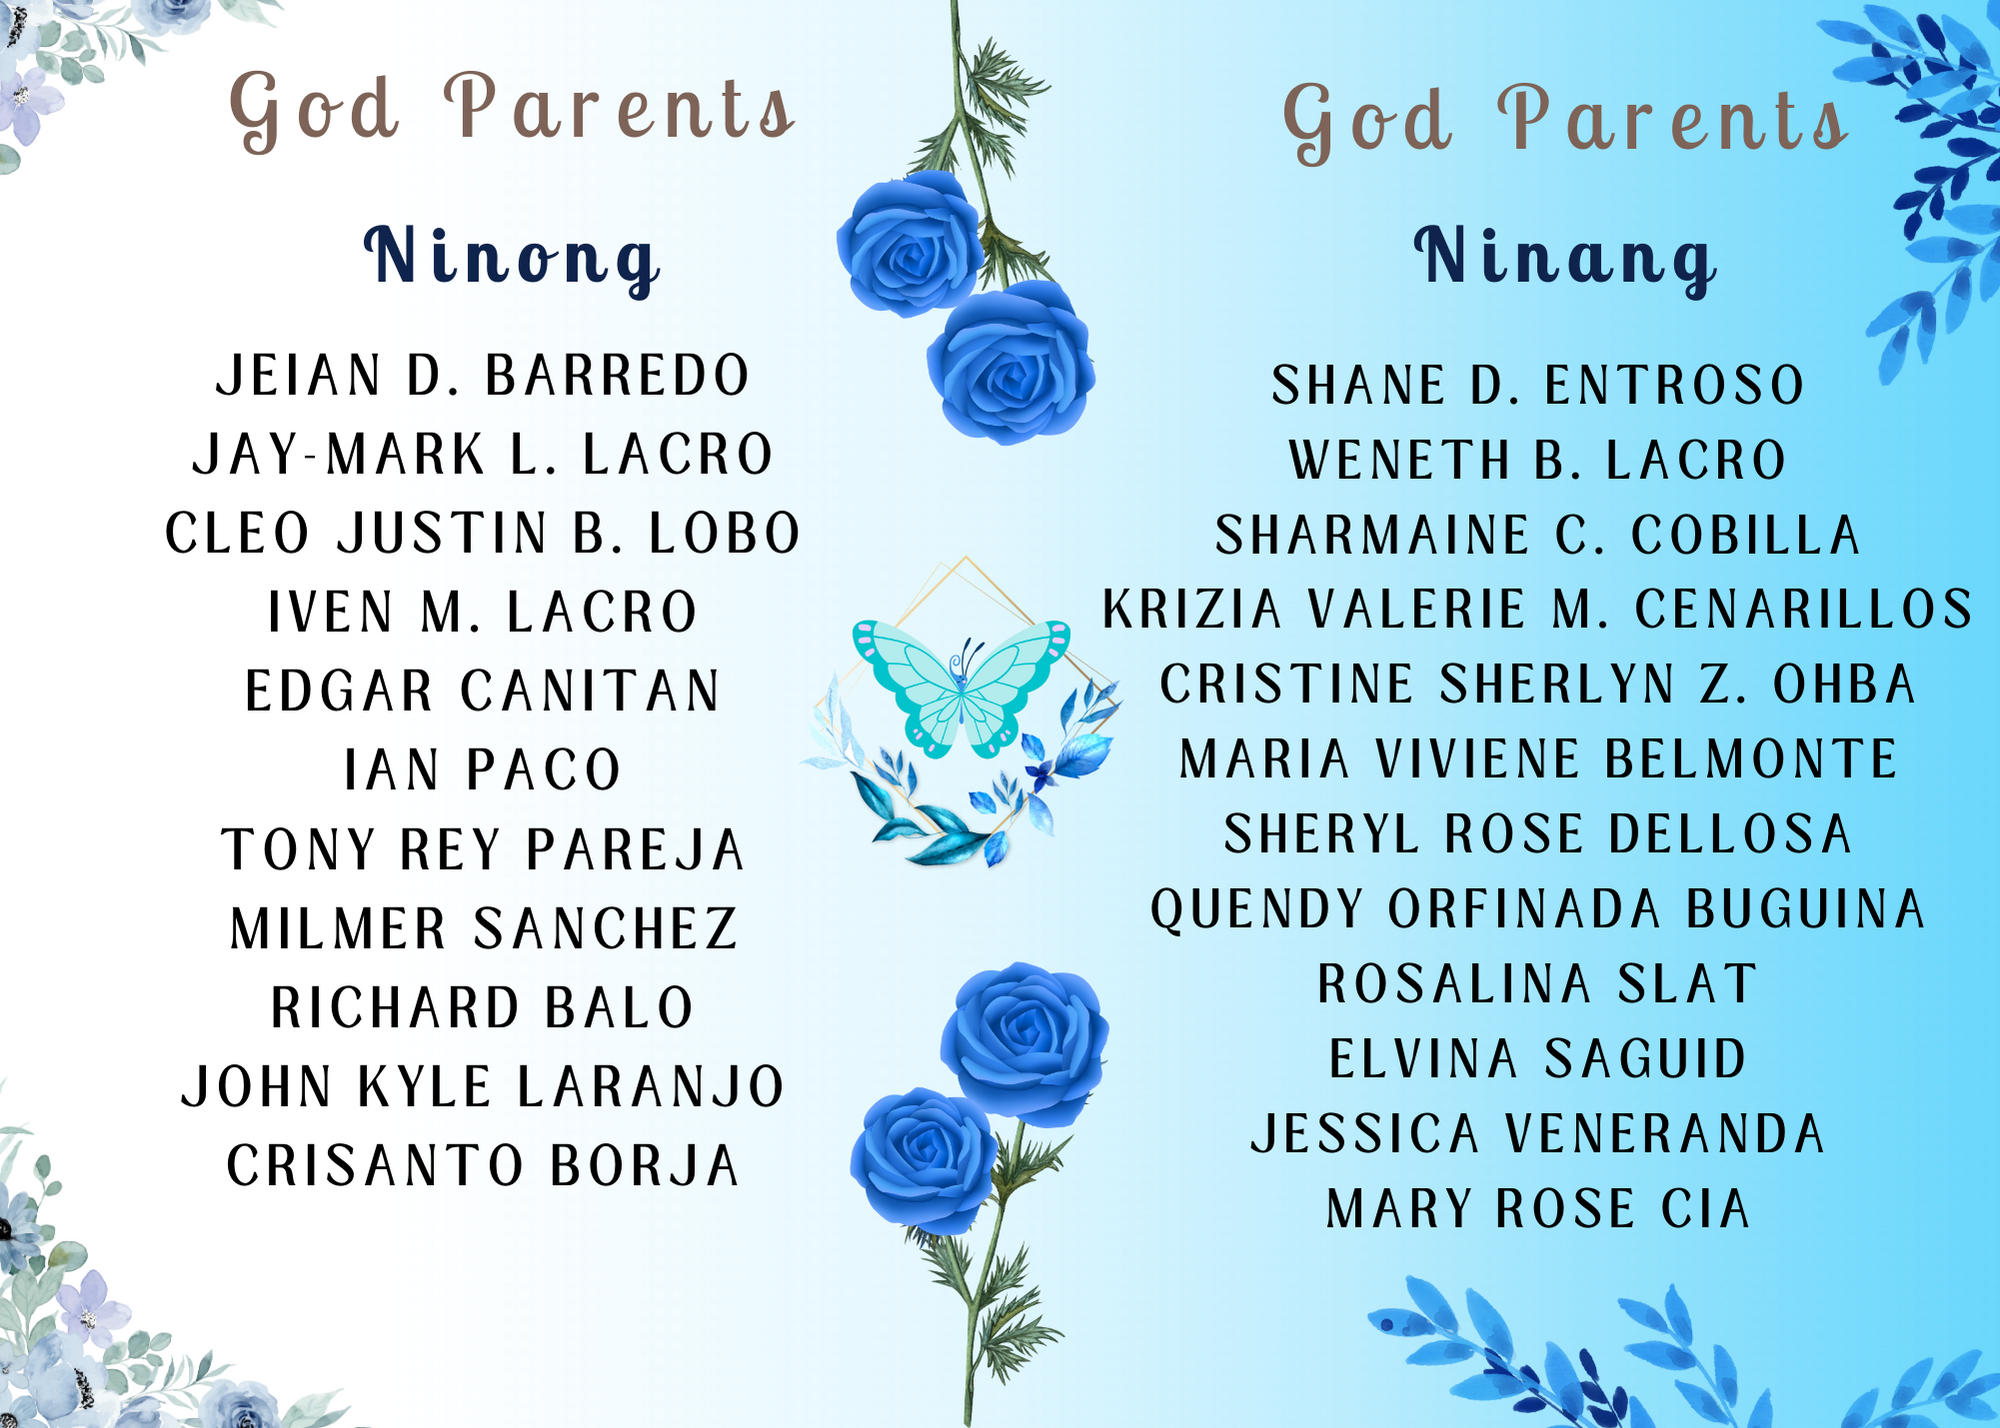 God Parents
Ninong
JEIAN D. BARREDO
JAY-MARK L. LACRO
CLEO JUSTIN B. LOBO
IVEN M. LACRO
EDGAR CANITAN
IAN PACO
TONY REY PAREJA
MILMER SANCHEZ
RICHARD BALO
JOHN KYLE LARANJO
CRISANTO BORJA
God Parents
Ninang
SHANE D. ENTROSO
WENETH B. LACRO
SHARMAINE C. COBILLA
KRIZIA VALERIE M. CENARILLOS
CRISTINE SHERLYN Z. OHBA
MARIA VIVIENE BELMONTE
SHERYL ROSE DELLOSA
QUENDY ORFINADA BUGUINA
ROSALINA SLAT
ELVINA SAGUID
JESSICA VENERANDA
MARY ROSE CIA